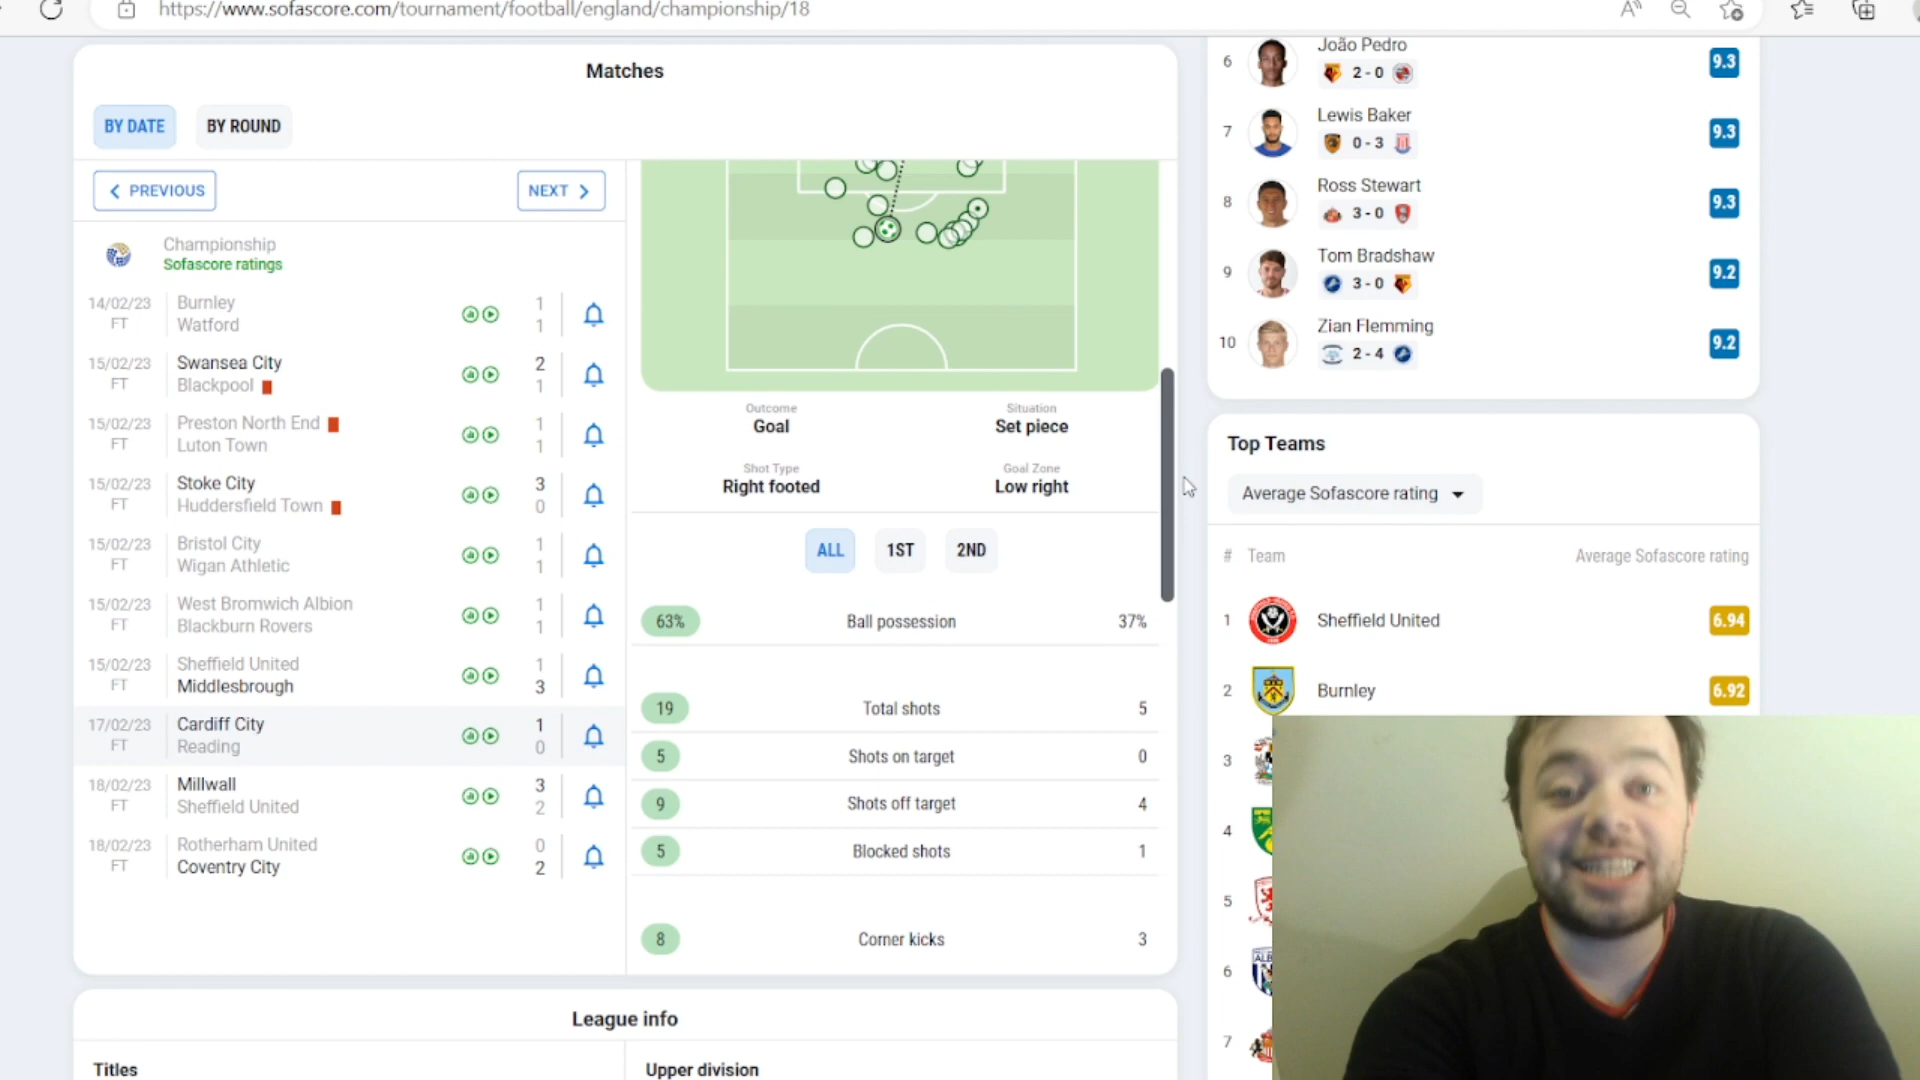 https://www.sofascore.com/tournament/football/england/championship/18
Matches
BY DATE
BY ROUND
PREVIOUS
NEXT
Championship
Sofascore ratings
14/02/23
FT
Burnley
Watford
1
1
15/02/23
FT
Swansea City
Blackpool
2
1
15/02/23
FT
Preston North End
Luton Town
1
1
15/02/23
FT
Stoke City
Huddersfield Town
3
0
15/02/23
FT
Bristol City
Wigan Athletic
1
1
15/02/23
FT
West Bromwich Albion
Blackburn Rovers
1
1
15/02/23
FT
Sheffield United
Middlesbrough
1
3
17/02/23
FT
Cardiff City
Reading
1
0
18/02/23
FT
Millwall
Sheffield United
3
2
18/02/23
FT
Rotherham United
Coventry City
0
2
Outcome
Goal
Situation
Set piece
Shot Type
Right footed
Goal Zone
Low right
ALL
1ST
2ND
63% Ball possession 37%
19 Total shots 5
5 Shots on target 0
9 Shots off target 4
5 Blocked shots 1
8 Corner kicks 3
League info
Titles
Upper division
6 João Pedro 9.3
2 - 0
7 Lewis Baker 9.3
0 - 3
8 Ross Stewart 9.3
3 - 0
9 Tom Bradshaw 9.2
3 - 0
10 Zian Flemming 9.2
2 - 4
Top Teams
Average Sofascore rating
# Team Average Sofascore rating
1 Sheffield United 6.94
2 Burnley 6.92
3
4
5
6
7